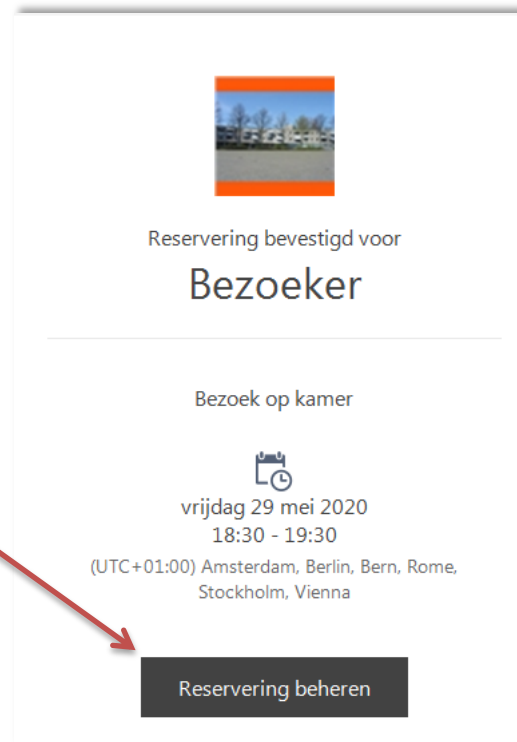 Reservering bevestigd voor
Bezoeker
Bezoek op kamer
vrijdag 29 mei 2020
18:30 - 19:30
(UTC+01:00) Amsterdam, Berlin, Bern, Rome,
Stockholm, Vienna
Reservering beheren